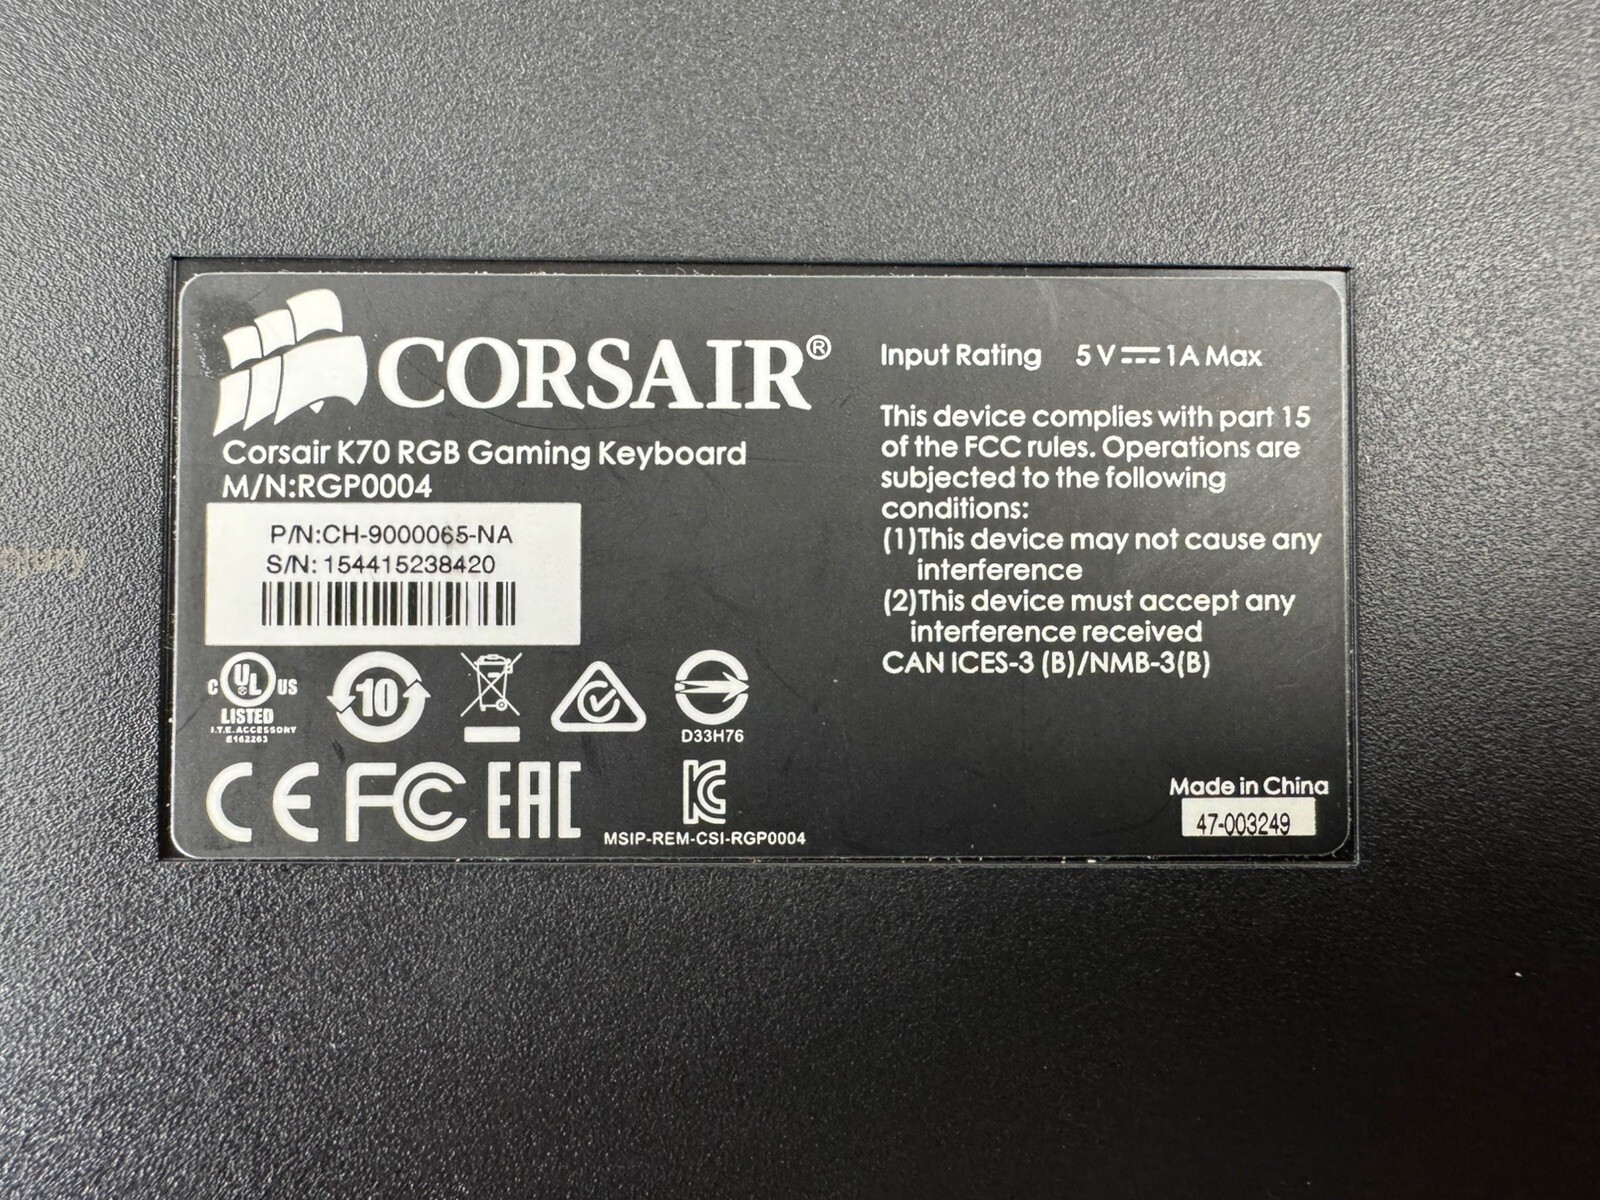 CORSAIR®
Corsair K70 RGB Gaming Keyboard
M/N:RGP0004
P/N:CH-9000065-NA
S/N: 154415238420
C UL US
LISTED
I.T.E. ACCESSORY
E162263
10
D33H76
CE FC EAC
KC
MSIP-REM-CSI-RGP0004
Input Rating 5 V⎓1A Max
This device complies with part 15
of the FCC rules. Operations are
subjected to the following
conditions:
(1)This device may not cause any
interference
(2)This device must accept any
interference received
CAN ICES-3 (B)/NMB-3(B)
Made in China
47-003249